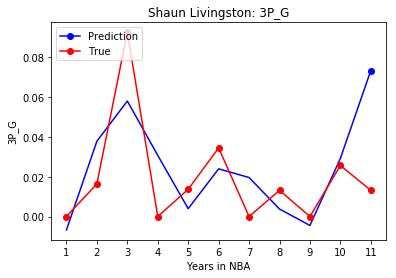 Shaun Livingston: 3P_G
Prediction
True
3P_G
0.08
0.06
0.04
0.02
0.00
1 2 3 4 5 6 7 8 9 10 11
Years in NBA